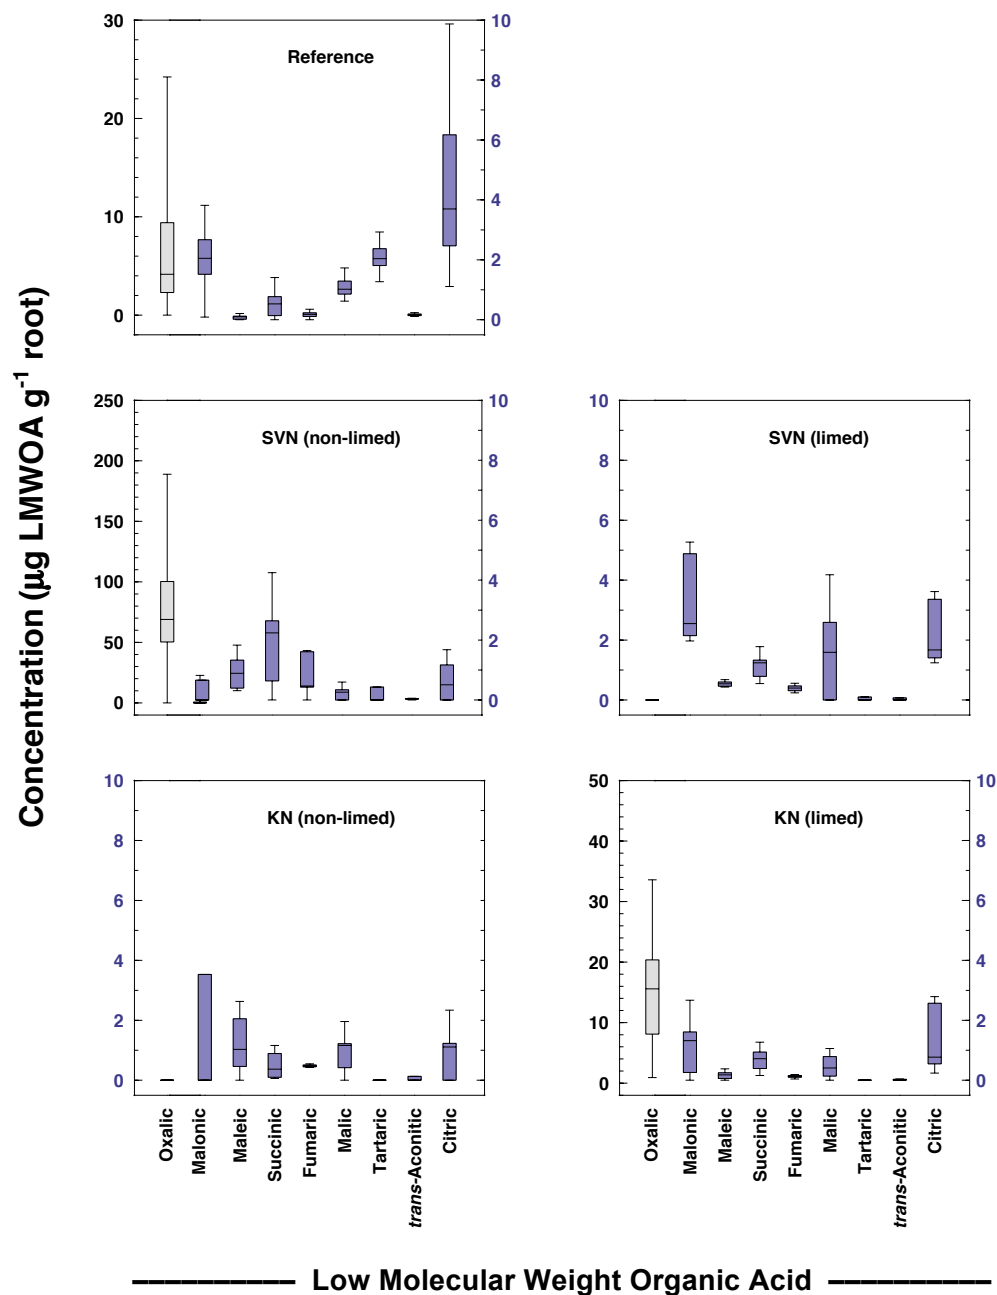 Concentration (µg LMWOA g-1 root)
Reference
30
20
10
0
10
8
6
4
2
0
SVN (non-limed)
250
200
150
100
50
0
10
8
6
4
2
0
SVN (limed)
10
8
6
4
2
0
KN (non-limed)
10
8
6
4
2
0
Oxalic
Malonic
Maleic
Succinic
Fumaric
Malic
Tartaric
trans-Aconitic
Citric
KN (limed)
50
40
30
20
10
0
10
8
6
4
2
0
Oxalic
Malonic
Maleic
Succinic
Fumaric
Malic
Tartaric
trans-Aconitic
Citric
Low Molecular Weight Organic Acid